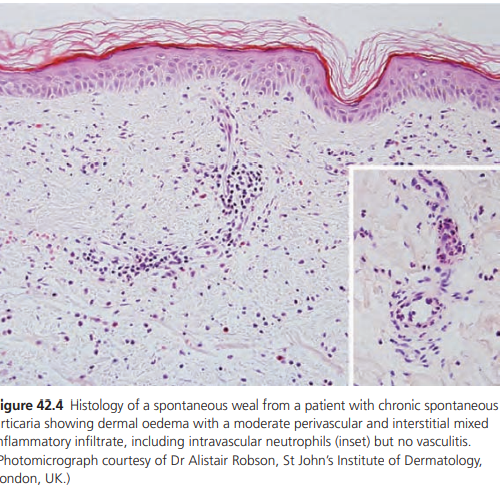 igure 42.4 Histology of a spontaneous weal from a patient with chronic spontaneous
rticaria showing dermal oedema with a moderate perivascular and interstitial mixed
nflammatory infiltrate, including intravascular neutrophils (inset) but no vasculitis.
Photomicrograph courtesy of Dr Alistair Robson, St John's Institute of Dermatology,
ondon, UK.)